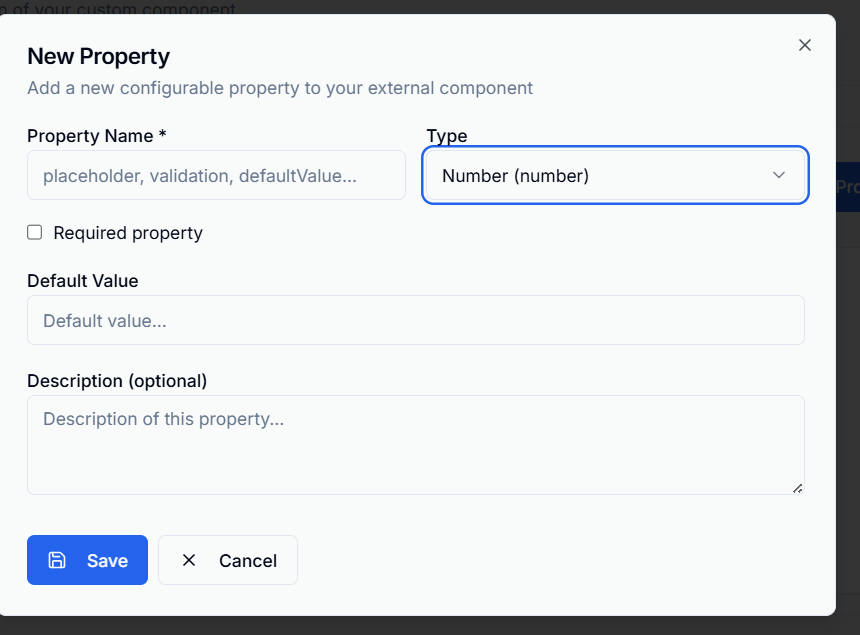 n of your custom component
New Property
Add a new configurable property to your external component
Property Name *
Type
placeholder, validation, defaultValue...
Number (number)
Pro
Required property
Default Value
Default value...
Description (optional)
Description of this property...
Save
Cancel